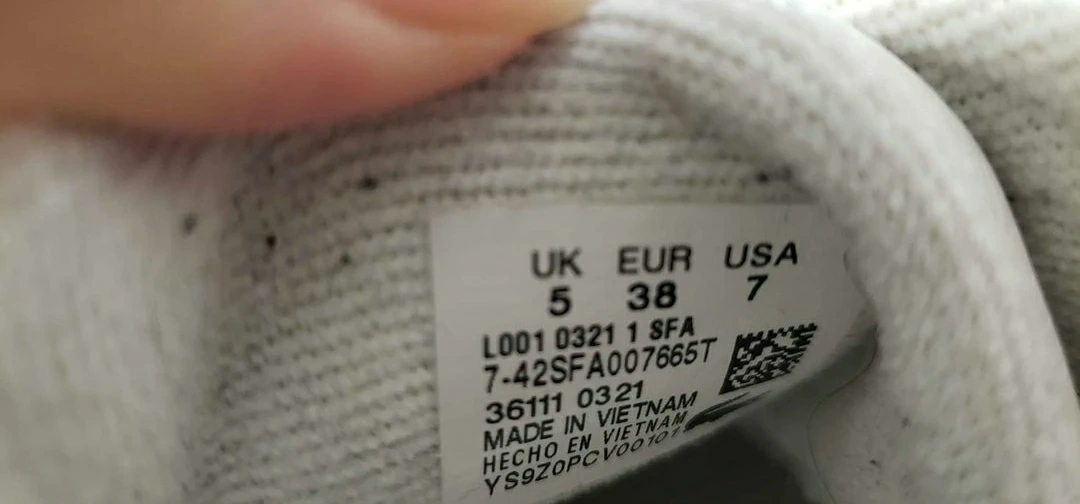 UK EUR USA
5 38 7
L001 0321 1 SFA
7-42SFA007665T
36111 0321
MADE IN VIETNAM
HECHO EN VIETNAM
YS9Z0PCV00101